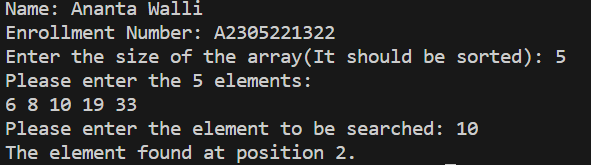 Name: Ananta Walli
Enrollment Number: A2305221322
Enter the size of the array(It should be sorted): 5
Please enter the 5 elements:
6 8 10 19 33
Please enter the element to be searched: 10
The element found at position 2.